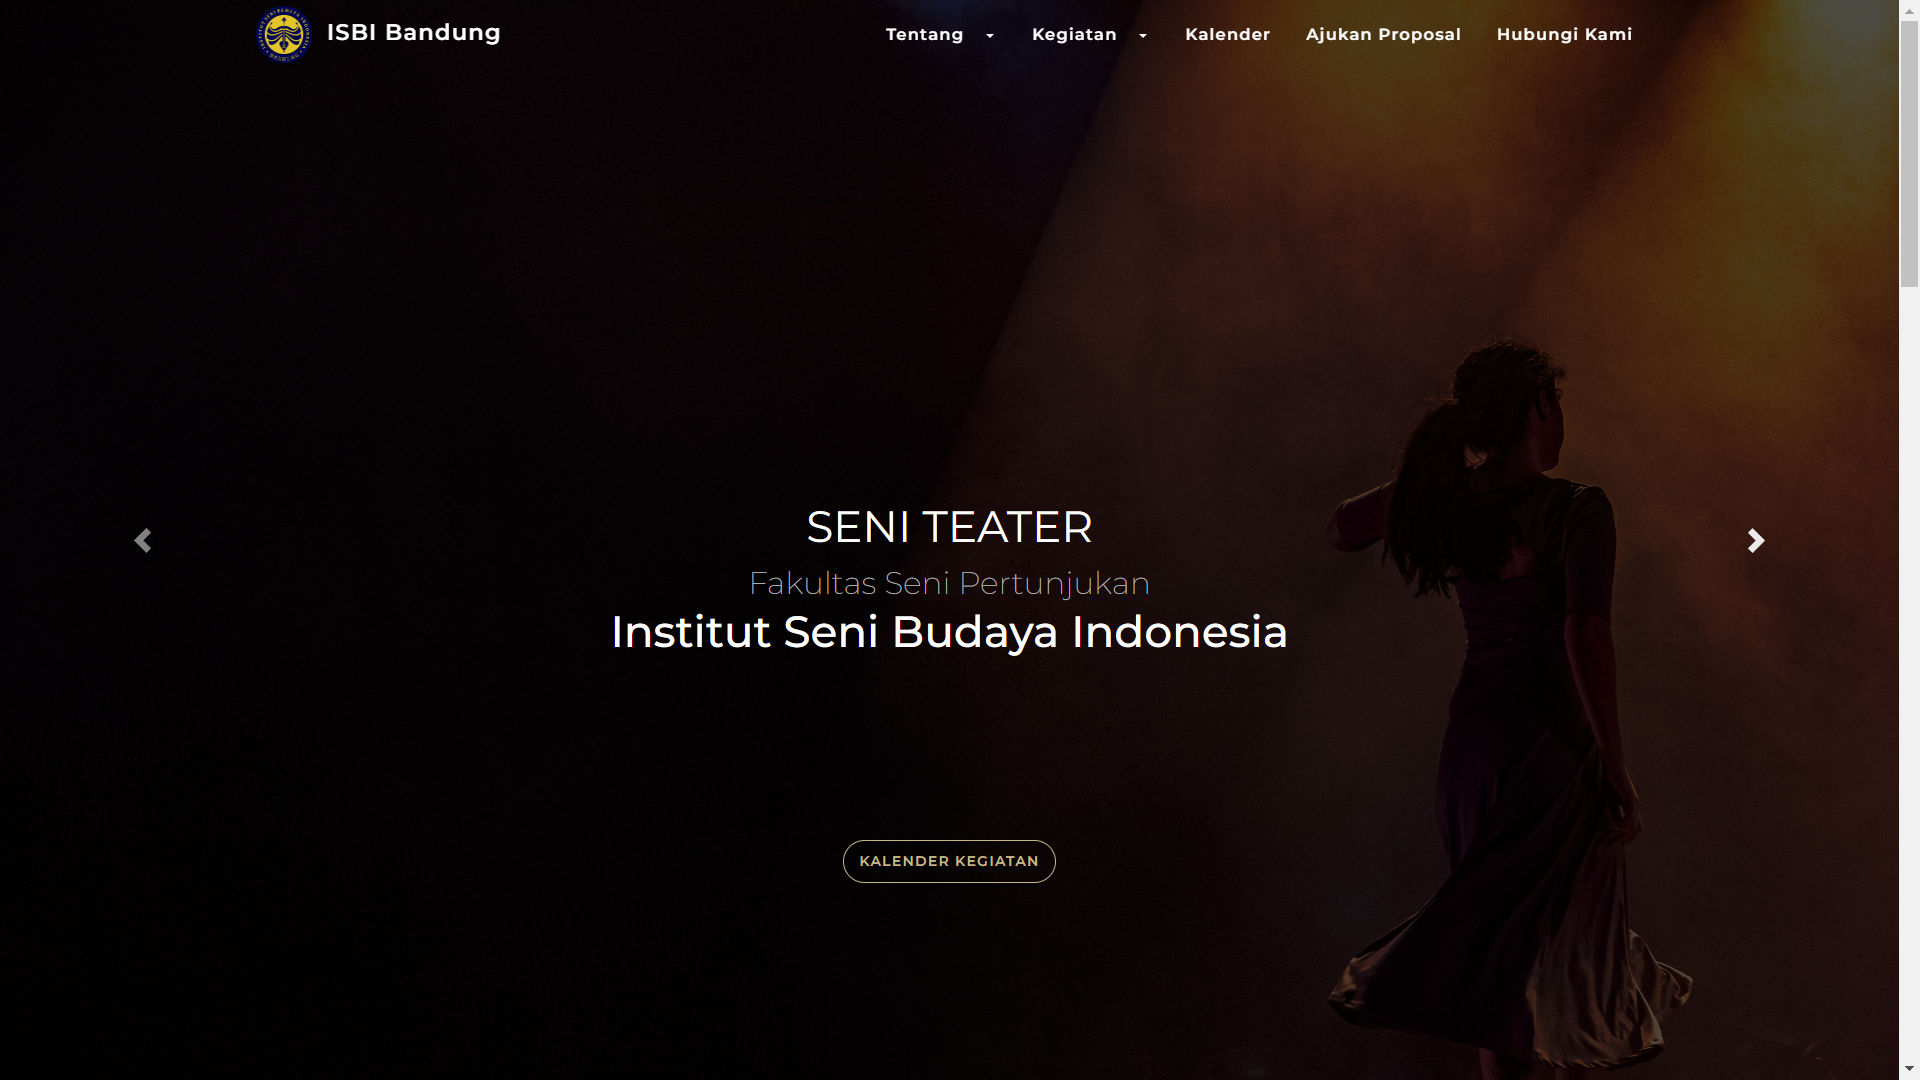 ISBI Bandung
Tentang
Kegiatan
Kalender
Ajukan Proposal
Hubungi Kami
SENI TEATER
Fakultas Seni Pertunjukan
Institut Seni Budaya Indonesia
KALENDER KEGIATAN